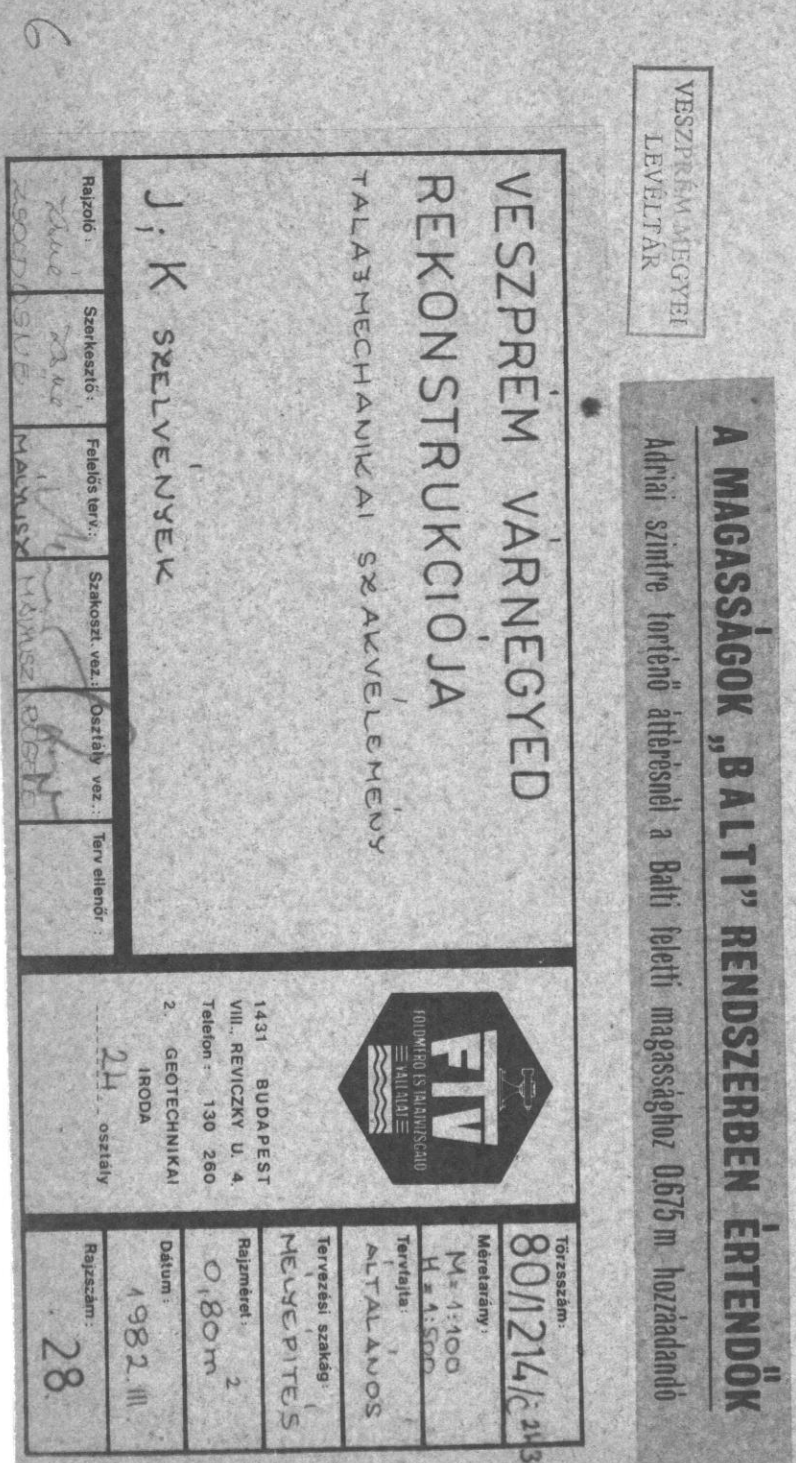 VESZPRÉM MEGYEI
LEVÉLTÁR
A MAGASSÁGOK „BALTI” RENDSZERBEN ÉRTENDŐK
Adriai szintre történő áttérésnél a Balti feletti magassághoz 0.675 m hozzáadandó
VESZPRÉM VÁRNEGYED
REKONSTRUKCIÓJA
TALAJMECHANIKAI SZAKVÉLEMÉNY
J; K SZELVÉNYEK
Rajzoló:
Szerkesztő:
Felelős terv.:
Szakoszt. vez.:
Osztály vez.:
Terv ellenőr:
ZSOLDOSNÉ
FTV
FÖLDMÉRŐ ÉS TALAJVIZSGÁLÓ
VÁLLALAT
1431 BUDAPEST
VIII., REVICZKY U. 4.
Telefon: 130 260
2. GEOTECHNIKAI
IRODA
24 osztály
Törzsszám:
80/1214/c
Méretarány:
M= 1:100
H = 1:500
Tervfajta:
ÁLTALÁNOS
Tervezési szakág:
MÉLYÉPÍTÉS
Rajzméret:
0,80 m²
Dátum:
1982. III.
Rajzszám:
28.
6